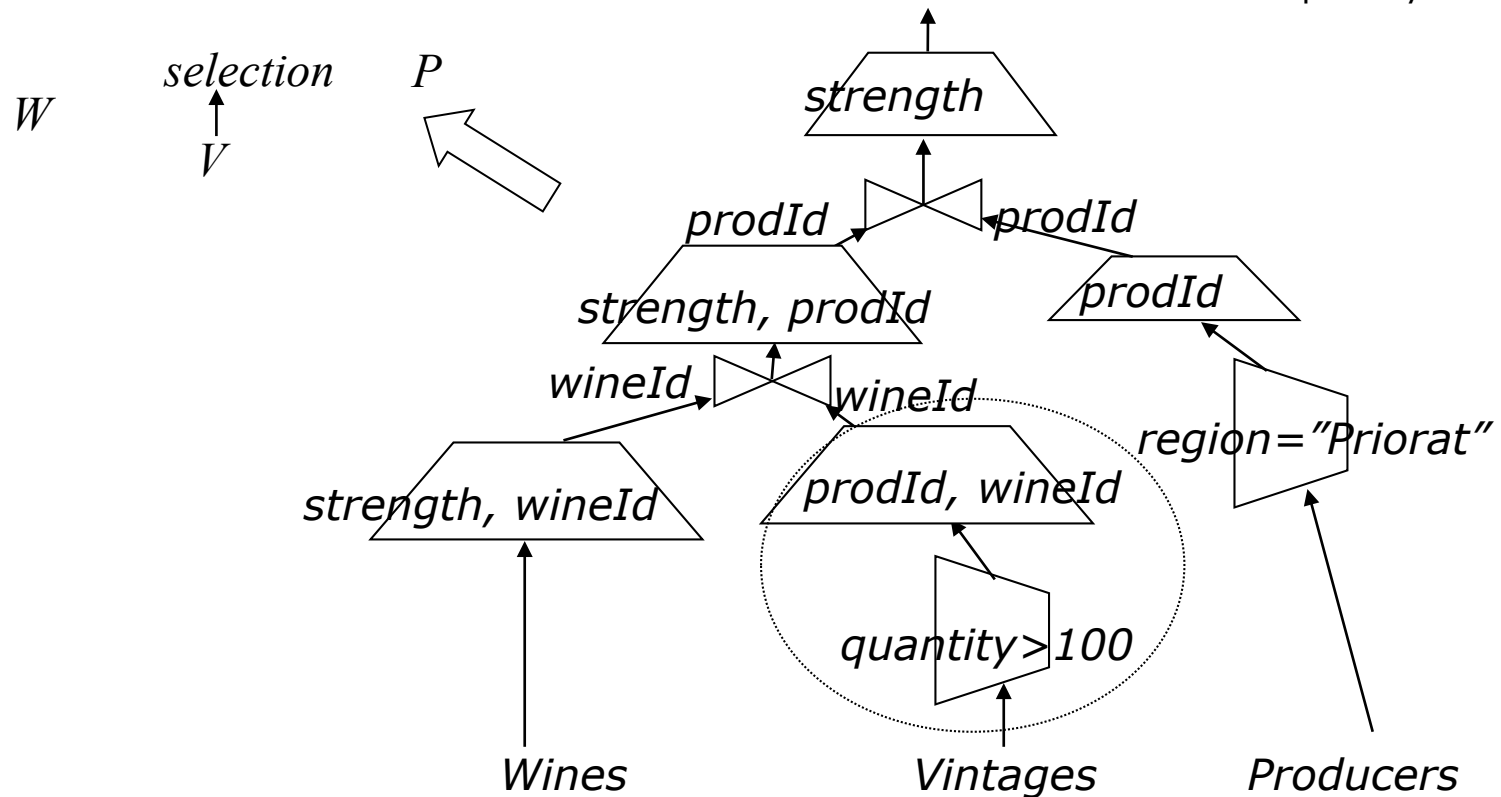 selection
P
W
V
strength
prodId
prodId
strength, prodId
prodId
wineId
wineId
region="Priorat"
strength, wineId
prodId, wineId
quantity>100
Wines
Vintages
Producers